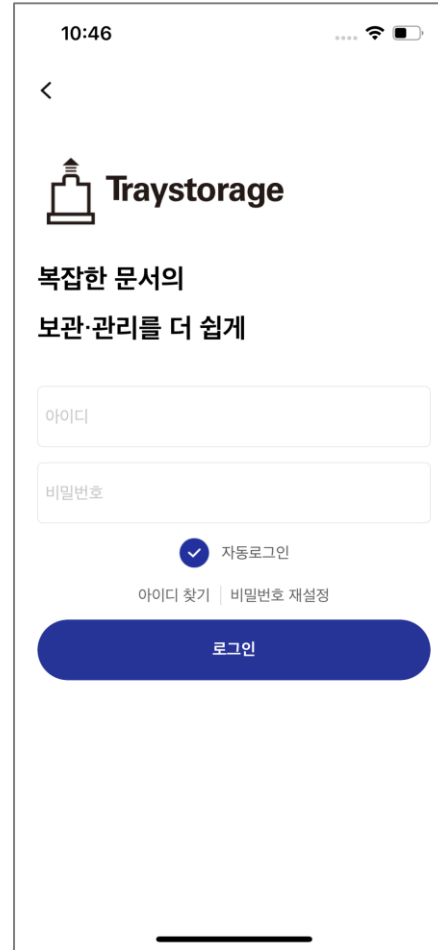 10:46
Traystorage
복잡한 문서의
보관·관리를 더 쉽게
아이디
비밀번호
자동로그인
아이디 찾기 비밀번호 재설정
로그인